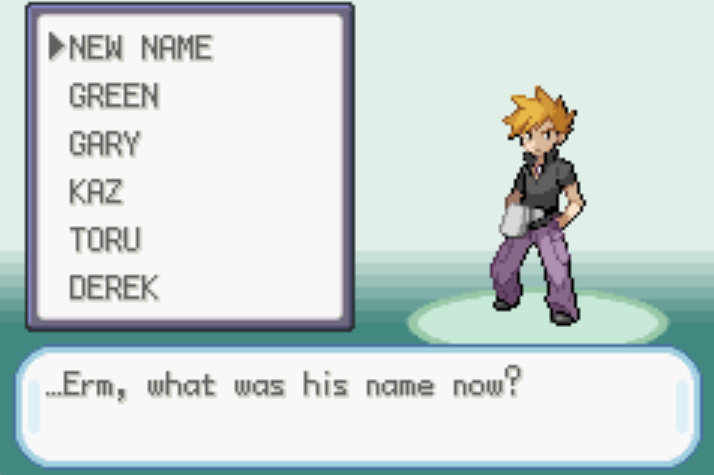 ▶NEW NAME
GREEN
GARY
KAZ
TORU
DEREK
…Erm, what was his name now?